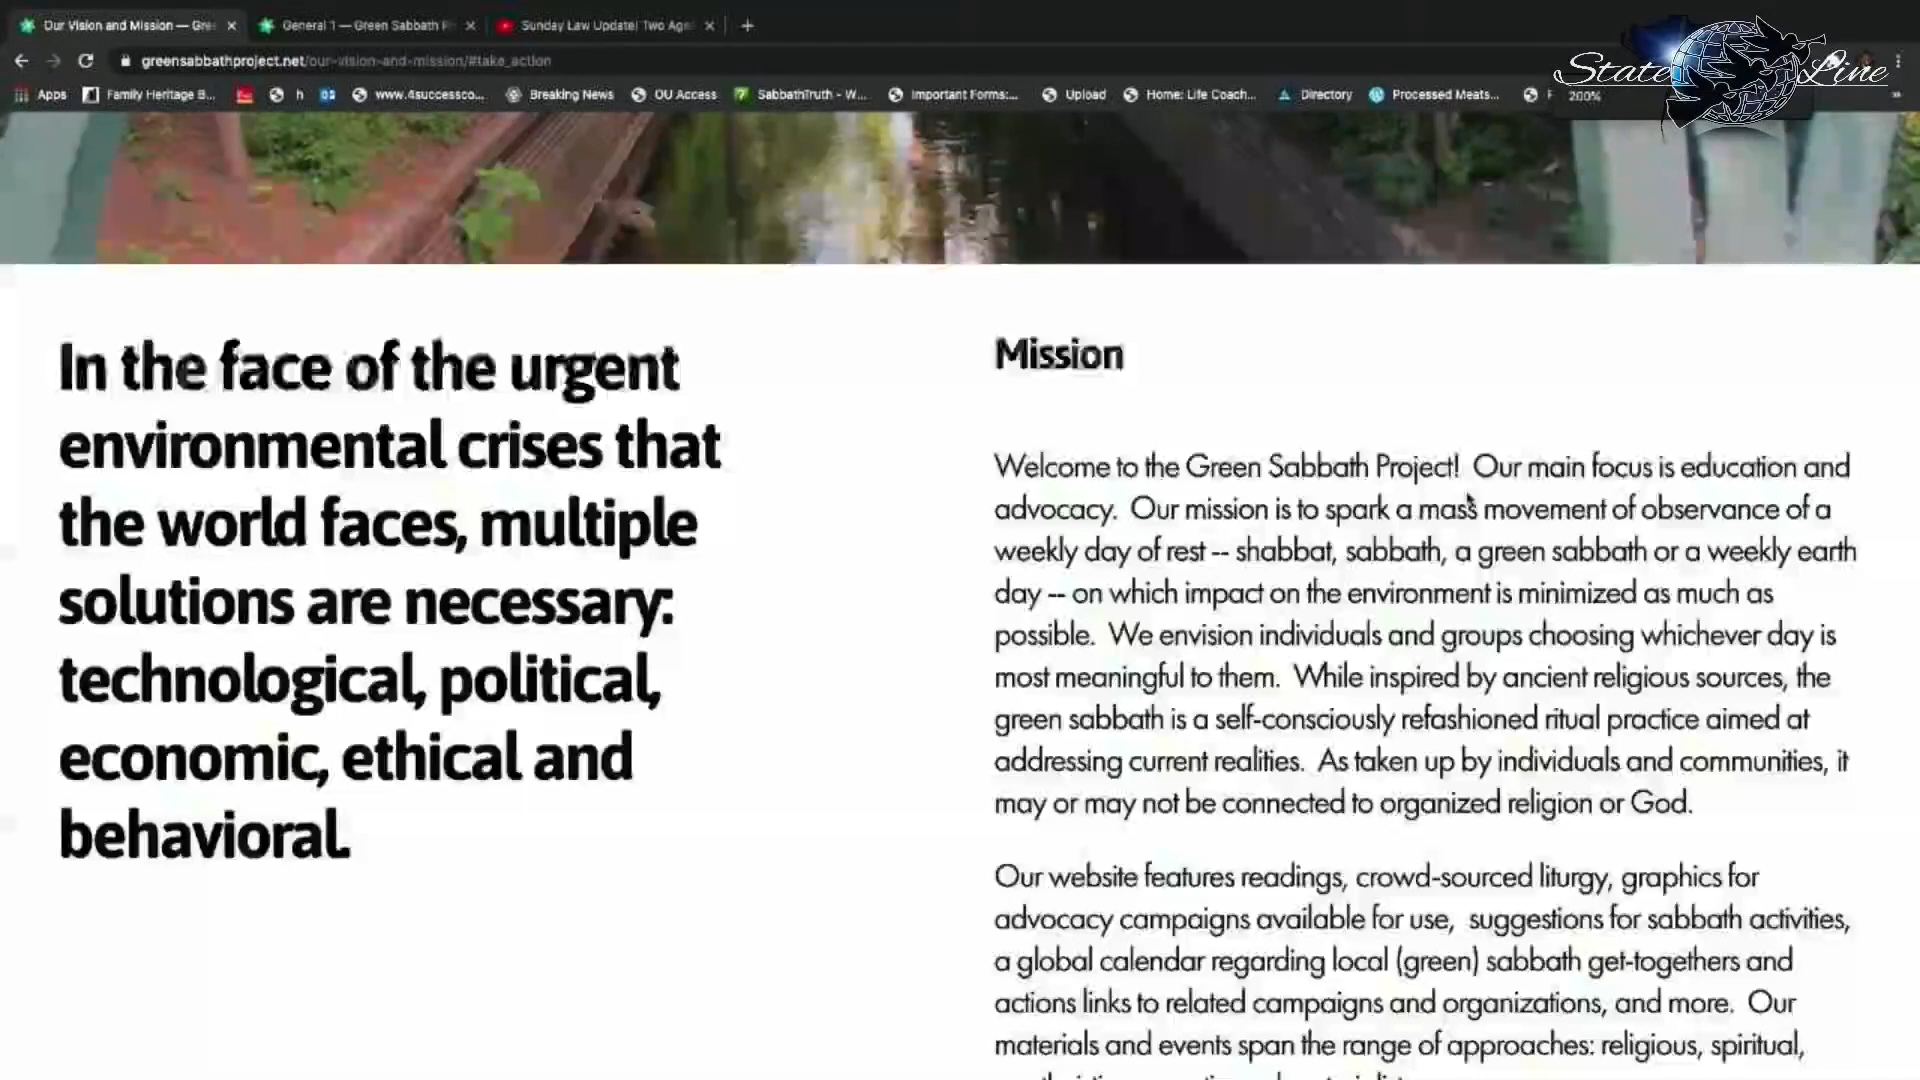 Our Vision and Mission — Gre
General 1 — Green Sabbath P
Sunday Law Update! Two Age
greensabbathproject.net/our-vision-and-mission/#take_action
State Line
Apps
Family Heritage B...
h
www.4successco...
Breaking News
OU Access
SabbathTruth - W...
Important Forms:...
Upload
Home: Life Coach...
Directory
Processed Meats...
F
200%
In the face of the urgent
environmental crises that
the world faces, multiple
solutions are necessary:
technological, political,
economic, ethical and
behavioral.
Mission
Welcome to the Green Sabbath Project!  Our main focus is education and
advocacy.  Our mission is to spark a mass movement of observance of a
weekly day of rest -- shabbat, sabbath, a green sabbath or a weekly earth
day -- on which impact on the environment is minimized as much as
possible.  We envision individuals and groups choosing whichever day is
most meaningful to them.  While inspired by ancient religious sources, the
green sabbath is a self-consciously refashioned ritual practice aimed at
addressing current realities.  As taken up by individuals and communities, it
may or may not be connected to organized religion or God.
Our website features readings, crowd-sourced liturgy, graphics for
advocacy campaigns available for use,  suggestions for sabbath activities,
a global calendar regarding local (green) sabbath get-togethers and
actions links to related campaigns and organizations, and more.  Our
materials and events span the range of approaches: religious, spiritual,